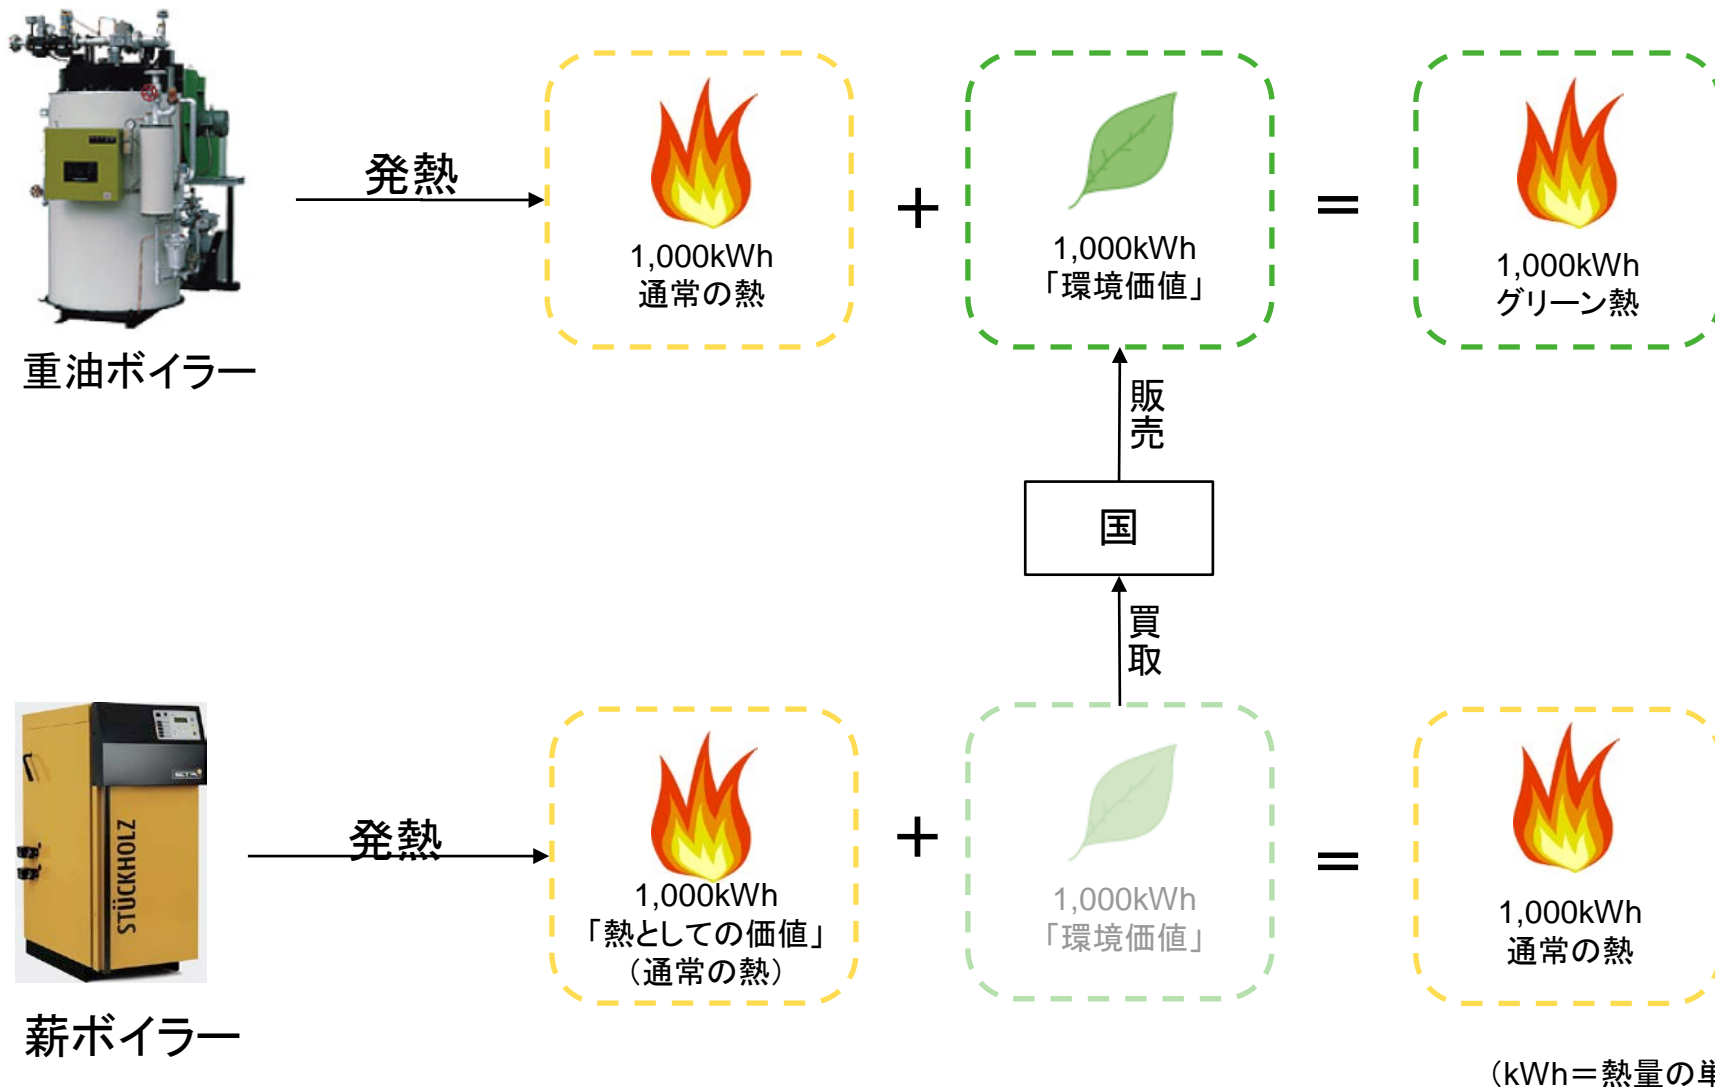 発熱
1,000kWh
通常の熱
+
1,000kWh
「環境価値」
=
1,000kWh
グリーン熱
重油ボイラー
販売
国
買取
STÜCKHOLZ
発熱
1,000kWh
「熱としての価値」
（通常の熱）
+
1,000kWh
「環境価値」
=
1,000kWh
通常の熱
薪ボイラー
（kWh＝熱量の単